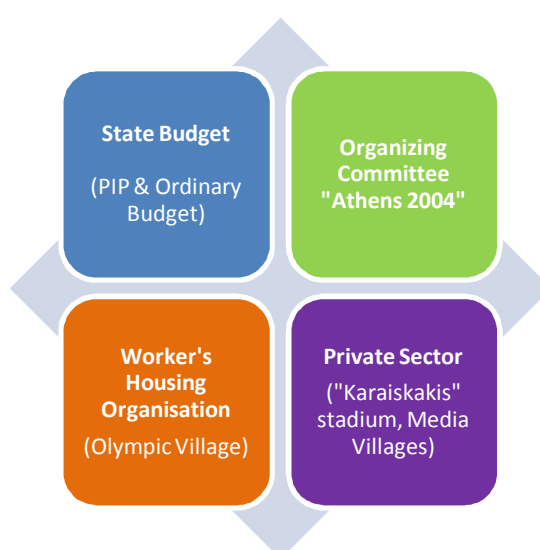 State Budget
(PIP & Ordinary
Budget)
Organizing
Committee
"Athens 2004"
Worker's
Housing
Organisation
(Olympic Village)
Private Sector
("Karaiskakis"
stadium, Media
Villages)